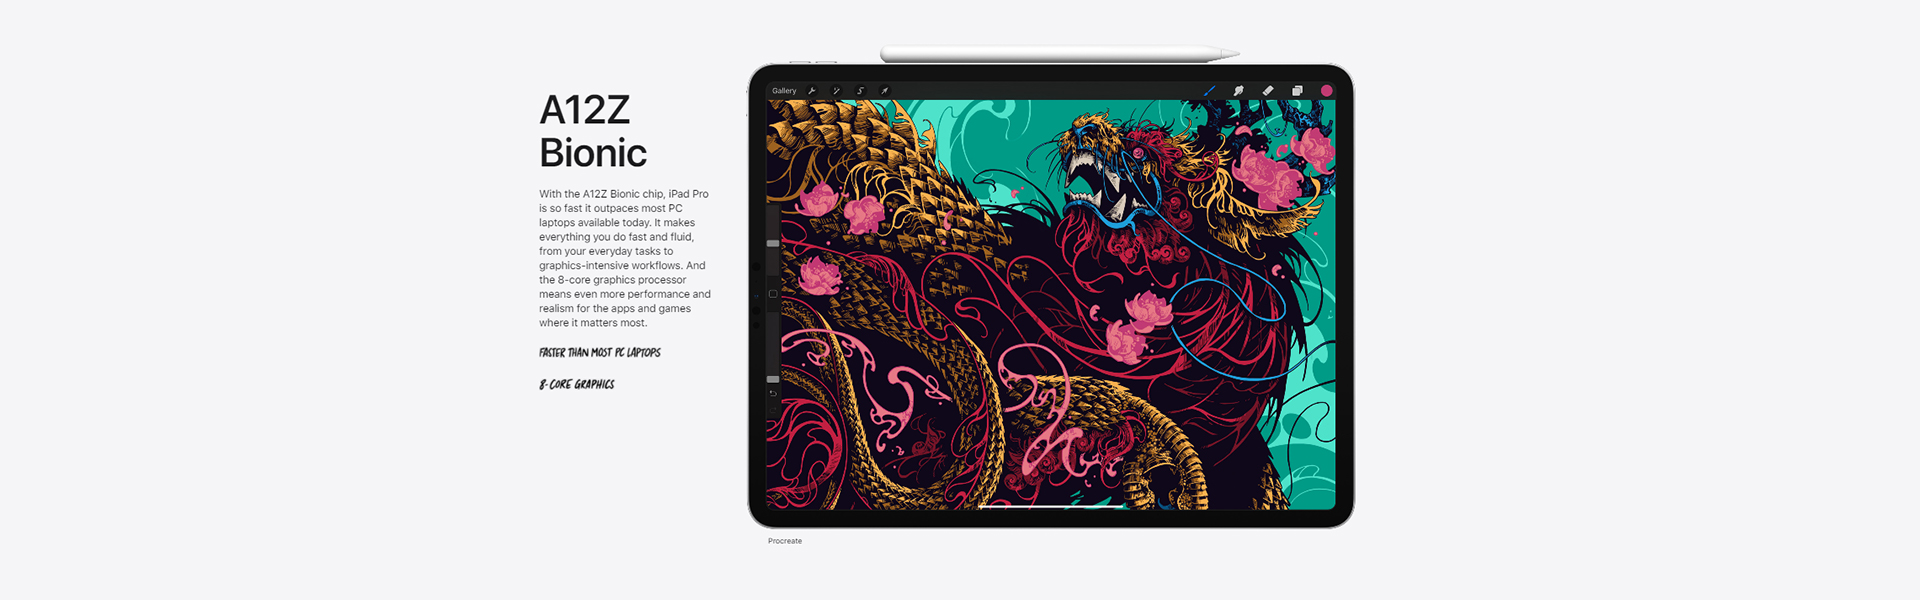 A12Z
Bionic
With the A12Z Bionic chip, iPad Pro
is so fast it outpaces most PC
laptops available today. It makes
everything you do fast and fluid,
from your everyday tasks to
graphics-intensive workflows. And
the 8-core graphics processor
means even more performance and
realism for the apps and games
where it matters most.
FASTER THAN MOST PC LAPTOPS
8-CORE GRAPHICS
Gallery
Procreate